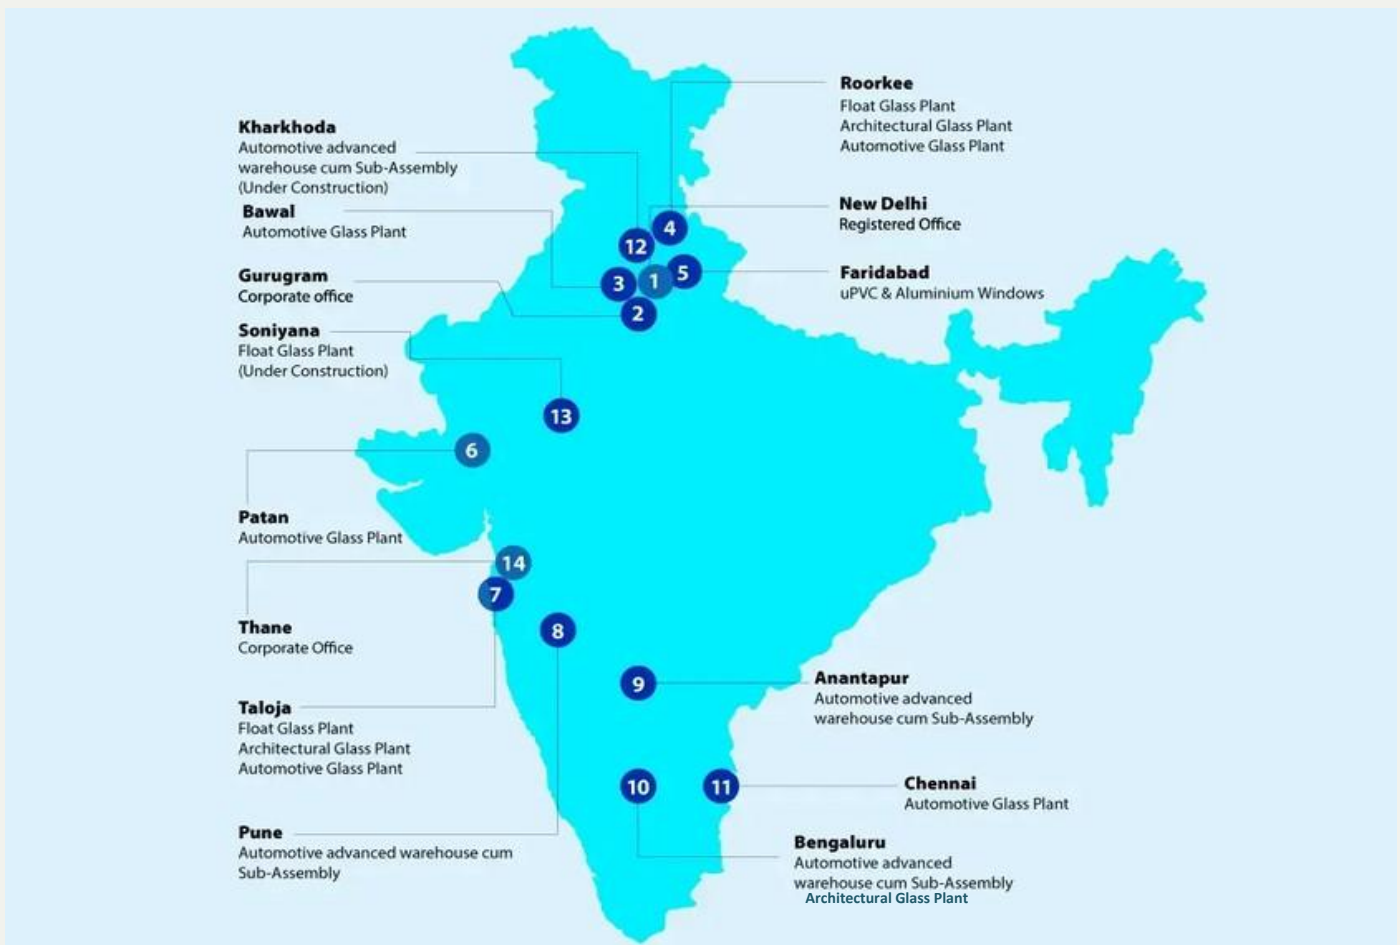 Kharkhoda
Automotive advanced
warehouse cum Sub-Assembly
(Under Construction)
Bawal
Automotive Glass Plant
Gurugram
Corporate office
Soniyana
Float Glass Plant
(Under Construction)
Patan
Automotive Glass Plant
Thane
Corporate Office
Taloja
Float Glass Plant
Architectural Glass Plant
Automotive Glass Plant
Pune
Automotive advanced warehouse cum
Sub-Assembly
4
12
5
1
3
2
13
6
14
7
8
9
10
11
Roorkee
Float Glass Plant
Architectural Glass Plant
Automotive Glass Plant
New Delhi
Registered Office
Faridabad
uPVC & Aluminium Windows
Anantapur
Automotive advanced
warehouse cum Sub-Assembly
Chennai
Automotive Glass Plant
Bengaluru
Automotive advanced
warehouse cum Sub-Assembly
Architectural Glass Plant